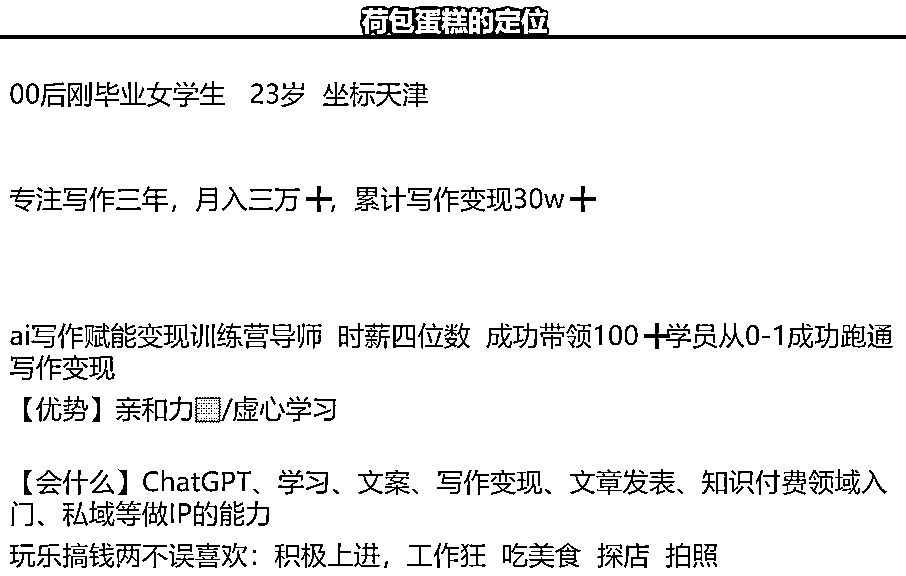 荷包蛋糕的定位
00后刚毕业女学生 23岁 坐标天津
专注写作三年，月入三万➕，累计写作变现30w➕
ai写作赋能变现训练营导师 时薪四位数 成功带领100➕学员从0-1成功跑通
写作变现
【优势】亲和力/虚心学习
【会什么】ChatGPT、学习、文案、写作变现、文章发表、知识付费领域入
门、私域等做IP的能力
玩乐搞钱两不误喜欢：积极上进，工作狂 吃美食 探店 拍照